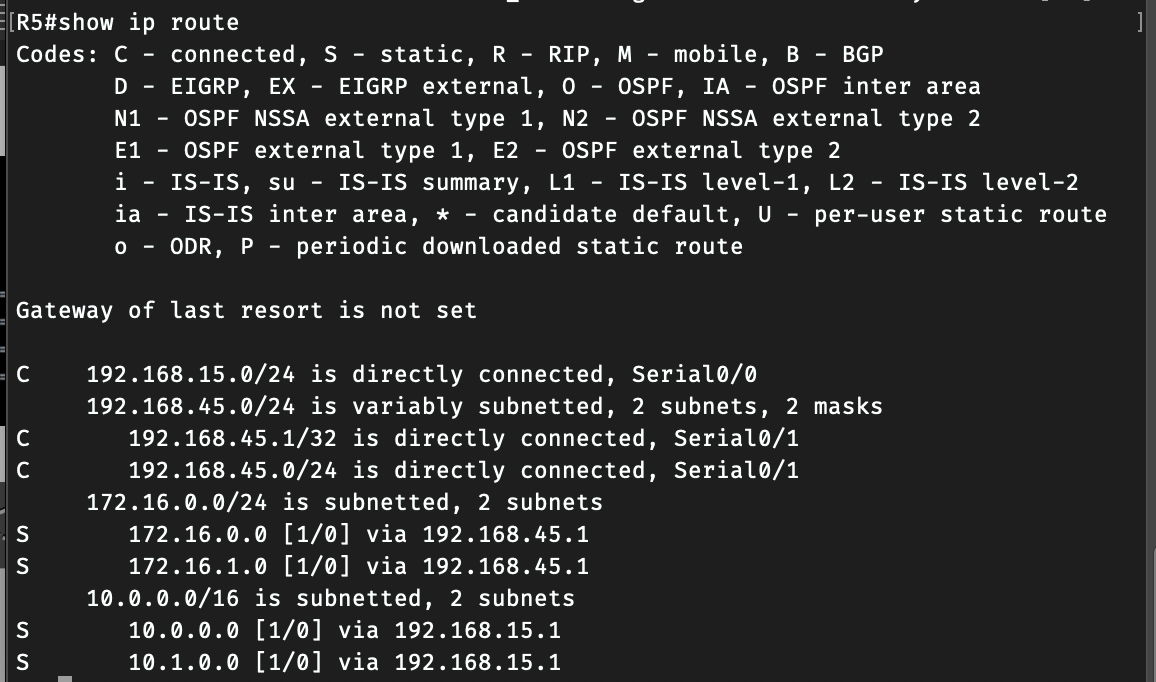 [R5#show ip route ]
Codes: C - connected, S - static, R - RIP, M - mobile, B - BGP
       D - EIGRP, EX - EIGRP external, O - OSPF, IA - OSPF inter area
       N1 - OSPF NSSA external type 1, N2 - OSPF NSSA external type 2
       E1 - OSPF external type 1, E2 - OSPF external type 2
       i - IS-IS, su - IS-IS summary, L1 - IS-IS level-1, L2 - IS-IS level-2
       ia - IS-IS inter area, * - candidate default, U - per-user static route
       o - ODR, P - periodic downloaded static route
Gateway of last resort is not set
C    192.168.15.0/24 is directly connected, Serial0/0
     192.168.45.0/24 is variably subnetted, 2 subnets, 2 masks
C       192.168.45.1/32 is directly connected, Serial0/1
C       192.168.45.0/24 is directly connected, Serial0/1
     172.16.0.0/24 is subnetted, 2 subnets
S       172.16.0.0 [1/0] via 192.168.45.1
S       172.16.1.0 [1/0] via 192.168.45.1
     10.0.0.0/16 is subnetted, 2 subnets
S       10.0.0.0 [1/0] via 192.168.15.1
S       10.1.0.0 [1/0] via 192.168.15.1